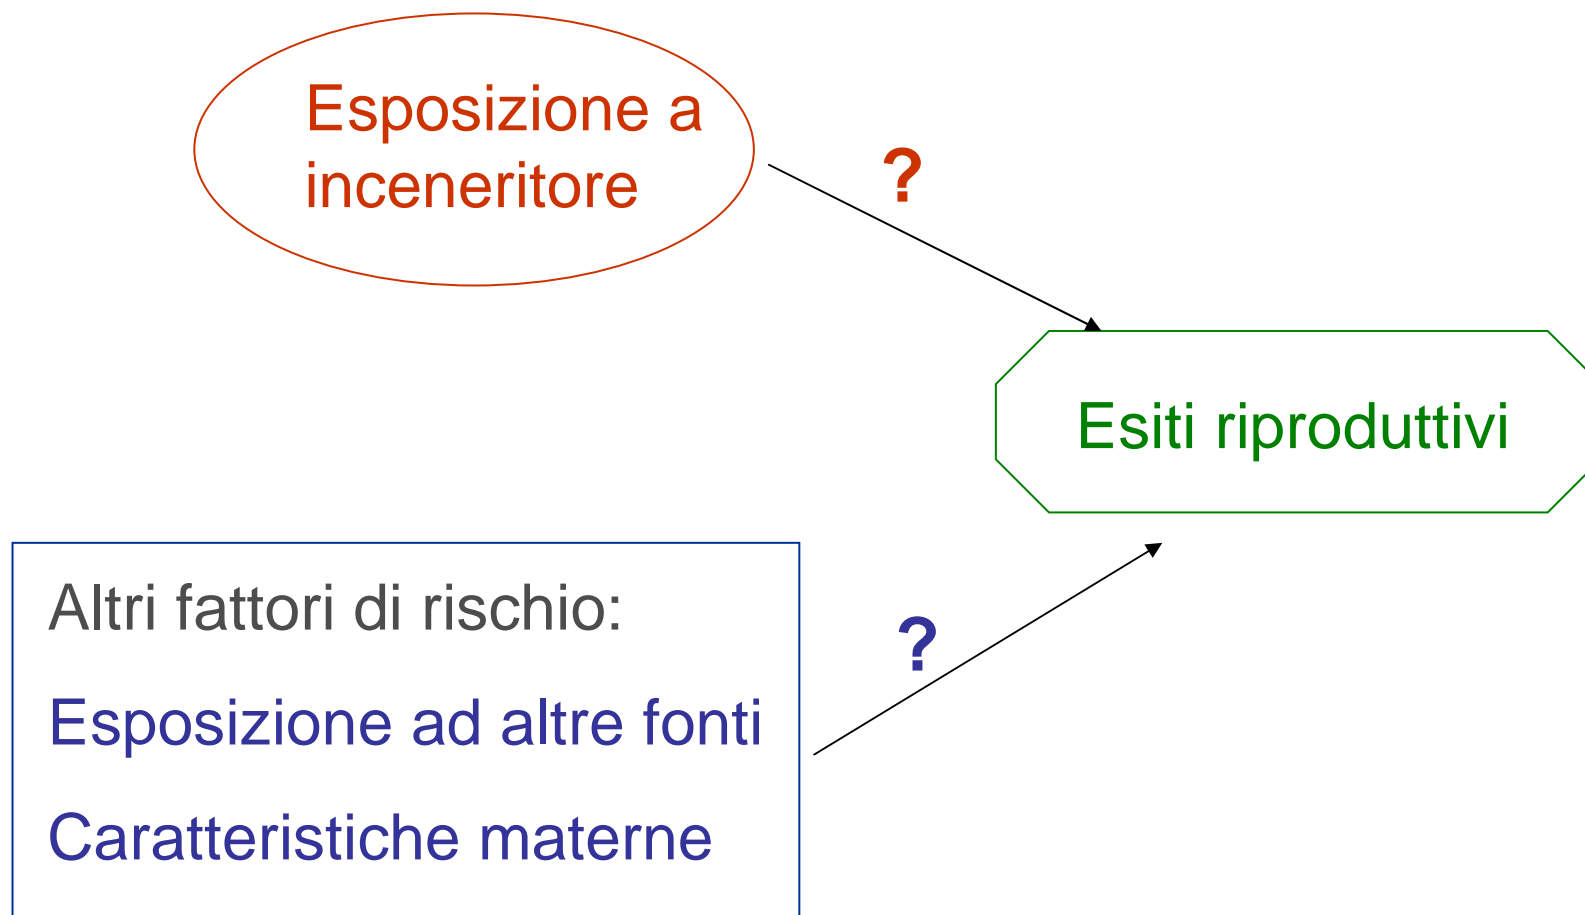 Esposizione a
inceneritore
?
Esiti riproduttivi
Altri fattori di rischio:
?
Esposizione ad altre fonti
Caratteristiche materne